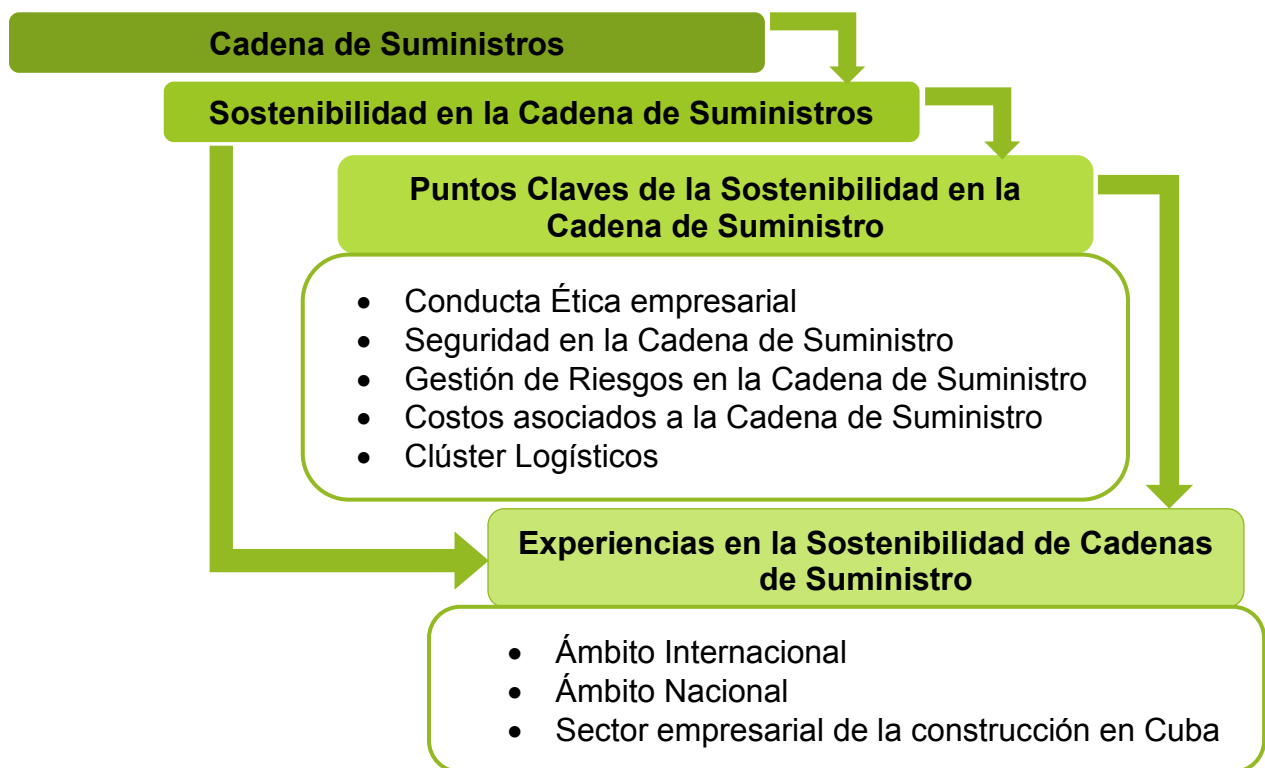 Cadena de Suministros
Sostenibilidad en la Cadena de Suministros
Puntos Claves de la Sostenibilidad en la
Cadena de Suministro
• Conducta Ética empresarial
• Seguridad en la Cadena de Suministro
• Gestión de Riesgos en la Cadena de Suministro
• Costos asociados a la Cadena de Suministro
• Clúster Logísticos
Experiencias en la Sostenibilidad de Cadenas
de Suministro
• Ámbito Internacional
• Ámbito Nacional
• Sector empresarial de la construcción en Cuba